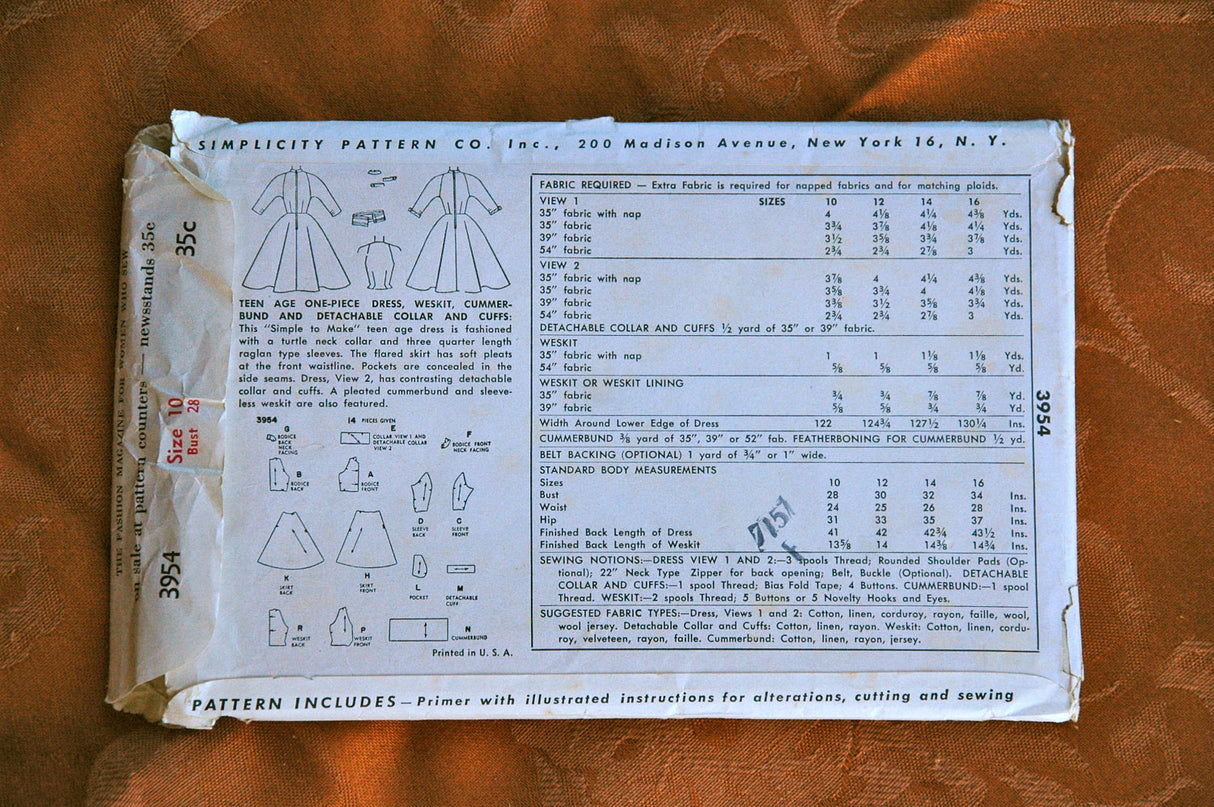 SIMPLICITY PATTERN CO. Inc., 200 Madison Avenue, New York 16, N. Y.
TEEN AGE ONE-PIECE DRESS, WESKIT, CUMMER-
BUND AND DETACHABLE COLLAR AND CUFFS:
This "Simple to Make" teen age dress is fashioned
with a turtle neck collar and three quarter length
raglan type sleeves. The flared skirt has soft pleats
at the front waistline. Pockets are concealed in the
side seams. Dress, View 2, has contrasting detachable
collar and cuffs. A pleated cummerbund and sleeve-
less weskit are also featured.
3954 14 PIECES GIVEN
G
BODICE
BACK
NECK
FACING
E
COLLAR VIEW 1 AND
DETACHABLE COLLAR
VIEW 2
F
BODICE FRONT
NECK FACING
B
BODICE
BACK
A
BODICE
FRONT
D
SLEEVE
BACK
C
SLEEVE
FRONT
K
SKIRT
BACK
H
SKIRT
FRONT
L
POCKET
M
DETACHABLE
CUFF
R
WESKIT
BACK
P
WESKIT
FRONT
N
CUMMERBUND
Printed in U. S. A.
FABRIC REQUIRED — Extra Fabric is required for napped fabrics and for matching plaids.
VIEW 1 SIZES 10 12 14 16
35" fabric with nap 4 4⅛ 4¼ 4⅜ Yds.
35" fabric 3¾ 3⅞ 4⅛ 4¼ Yds.
39" fabric 3½ 3⅝ 3¾ 3⅞ Yds.
54" fabric 2¾ 2¾ 2⅞ 3 Yds.
VIEW 2
35" fabric with nap 3⅞ 4 4¼ 4⅜ Yds.
35" fabric 3⅝ 3¾ 4 4⅛ Yds.
39" fabric 3⅜ 3½ 3⅝ 3¾ Yds.
54" fabric 2¾ 2¾ 2⅞ 3 Yds.
DETACHABLE COLLAR AND CUFFS ½ yard of 35" or 39" fabric.
WESKIT
35" fabric with nap 1 1 1⅛ 1⅛ Yds.
54" fabric ⅝ ⅝ ⅝ ⅝ Yd.
WESKIT OR WESKIT LINING
35" fabric ¾ ¾ ⅞ ⅞ Yd.
39" fabric ⅝ ⅝ ¾ ¾ Yd.
Width Around Lower Edge of Dress 122 124¾ 127½ 130¼ Ins.
CUMMERBUND ⅜ yard of 35", 39" or 52" fab. FEATHERBONING FOR CUMMERBUND ½ yd.
BELT BACKING (OPTIONAL) 1 yard of ¾" or 1" wide.
STANDARD BODY MEASUREMENTS
Sizes 10 12 14 16
Bust 28 30 32 34 Ins.
Waist 24 25 26 28 Ins.
Hip 31 33 35 37 Ins.
Finished Back Length of Dress 41 42 42¾ 43½ Ins.
Finished Back Length of Weskit 13⅝ 14 14⅜ 14¾ Ins.
7157
SEWING NOTIONS:—DRESS VIEW 1 AND 2:—3 spools Thread; Rounded Shoulder Pads (Op-
tional); 22" Neck Type Zipper for back opening; Belt, Buckle (Optional). DETACHABLE
COLLAR AND CUFFS:—1 spool Thread; Bias Fold Tape; 4 Buttons. CUMMERBUND:—1 spool
Thread. WESKIT:—2 spools Thread; 5 Buttons or 5 Novelty Hooks and Eyes.
SUGGESTED FABRIC TYPES:—Dress, Views 1 and 2: Cotton, linen, corduroy, rayon, faille, wool,
wool jersey. Detachable Collar and Cuffs: Cotton, linen, rayon. Weskit: Cotton, linen, cordu-
roy, velveteen, rayon, faille. Cummerbund: Cotton, linen, rayon, jersey.
3954
PATTERN INCLUDES—Primer with illustrated instructions for alterations, cutting and sewing
THE FASHION MAGAZINE FOR WOMEN WHO SEW
on sale at pattern counters — newsstands 35c
3954
Size 10
Bust 28
35c